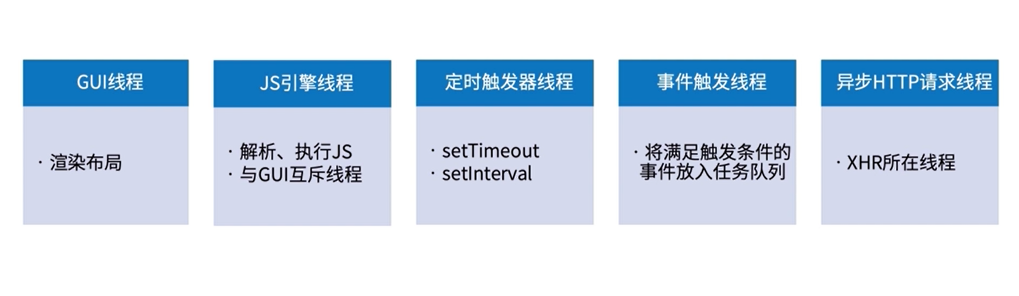 GUI线程
· 渲染布局
JS引擎线程
· 解析、执行JS
· 与GUI互斥线程
定时触发器线程
· setTimeout
· setInterval
事件触发线程
· 将满足触发条件的
事件放入任务队列
异步HTTP请求线程
· XHR所在线程